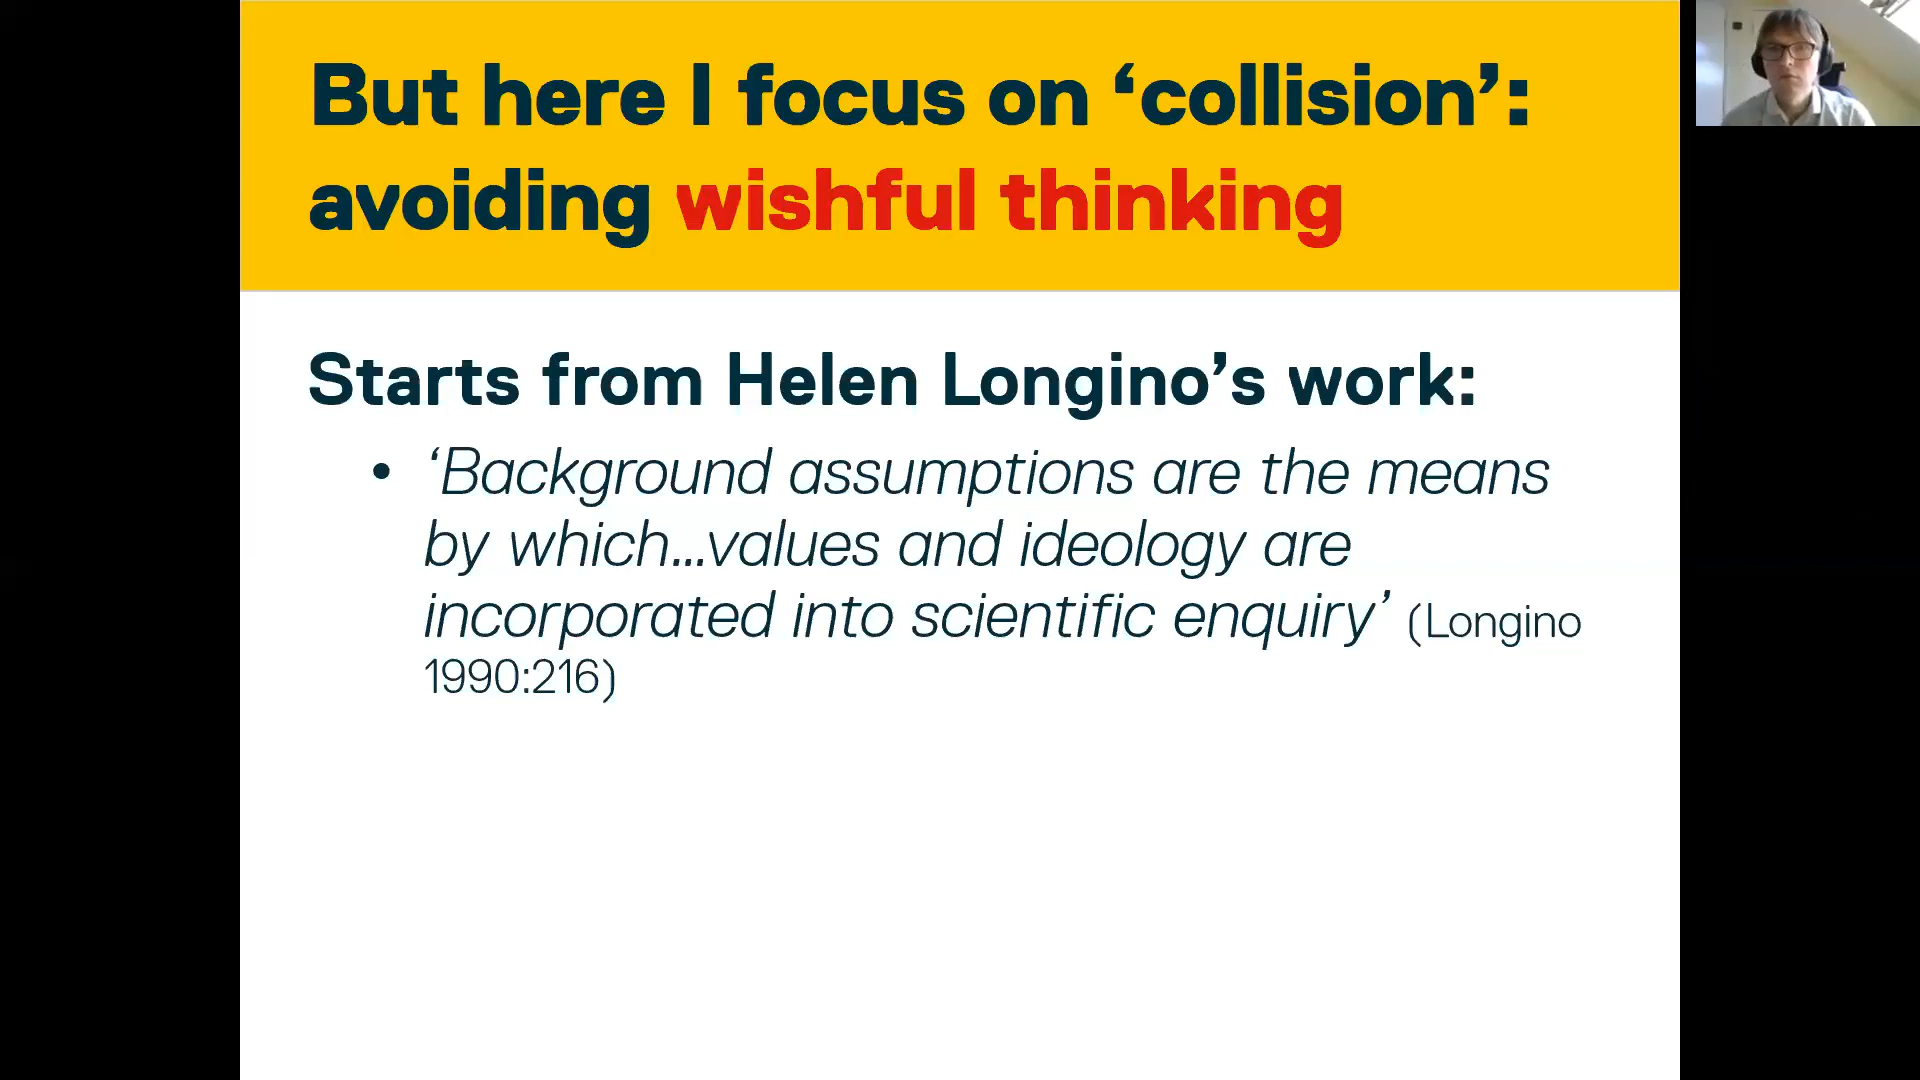 But here I focus on ‘collision’:
avoiding wishful thinking
Starts from Helen Longino’s work:
• ‘Background assumptions are the means
by which...values and ideology are
incorporated into scientific enquiry’ (Longino
1990:216)